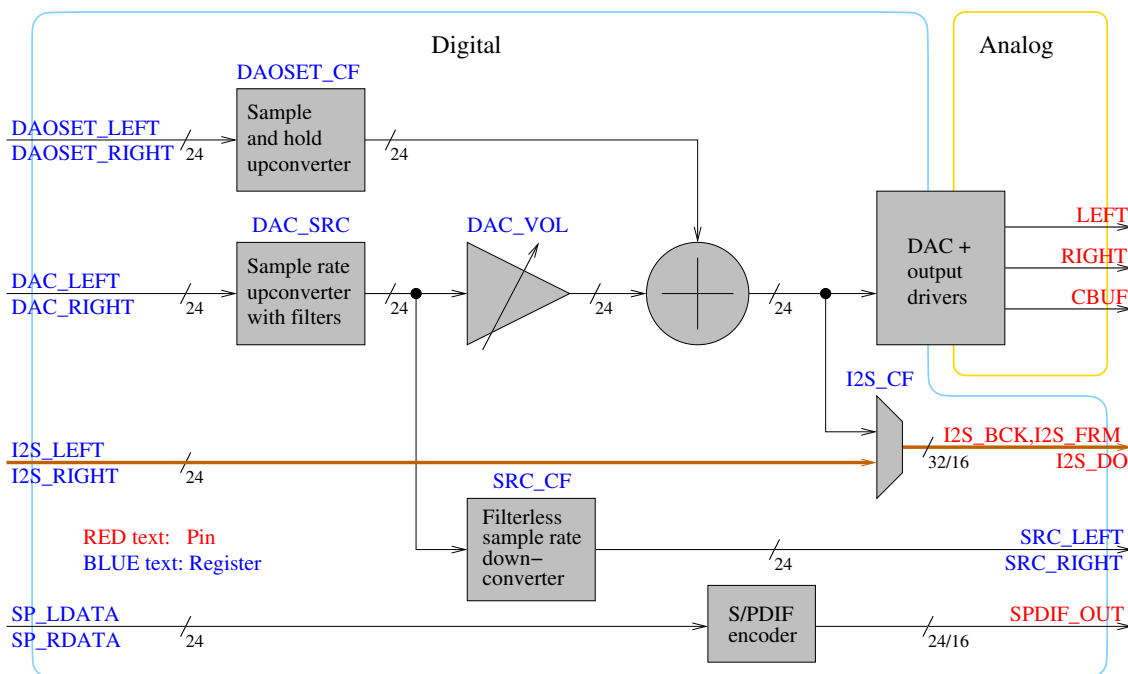 Digital
Analog
DAOSET_CF
Sample
and hold
upconverter
DAOSET_LEFT
DAOSET_RIGHT
24
24
DAC_SRC
DAC_VOL
Sample rate
upconverter
with filters
DAC_LEFT
DAC_RIGHT
24
24
24
24
DAC +
output
drivers
LEFT
RIGHT
CBUF
I2S_CF
I2S_LEFT
I2S_RIGHT
24
I2S_BCK,I2S_FRM
32/16
I2S_DO
SRC_CF
Filterless
sample rate
down-
converter
24
SRC_LEFT
SRC_RIGHT
RED text: Pin
BLUE text: Register
SP_LDATA
SP_RDATA
24
S/PDIF
encoder
24/16
SPDIF_OUT